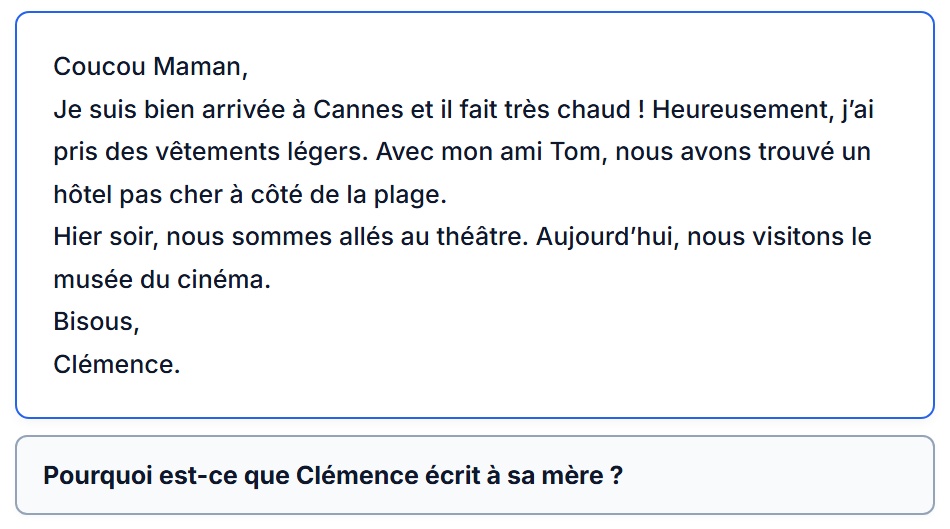 Coucou Maman,
Je suis bien arrivée à Cannes et il fait très chaud ! Heureusement, j’ai
pris des vêtements légers. Avec mon ami Tom, nous avons trouvé un
hôtel pas cher à côté de la plage.
Hier soir, nous sommes allés au théâtre. Aujourd’hui, nous visitons le
musée du cinéma.
Bisous,
Clémence.
Pourquoi est-ce que Clémence écrit à sa mère ?